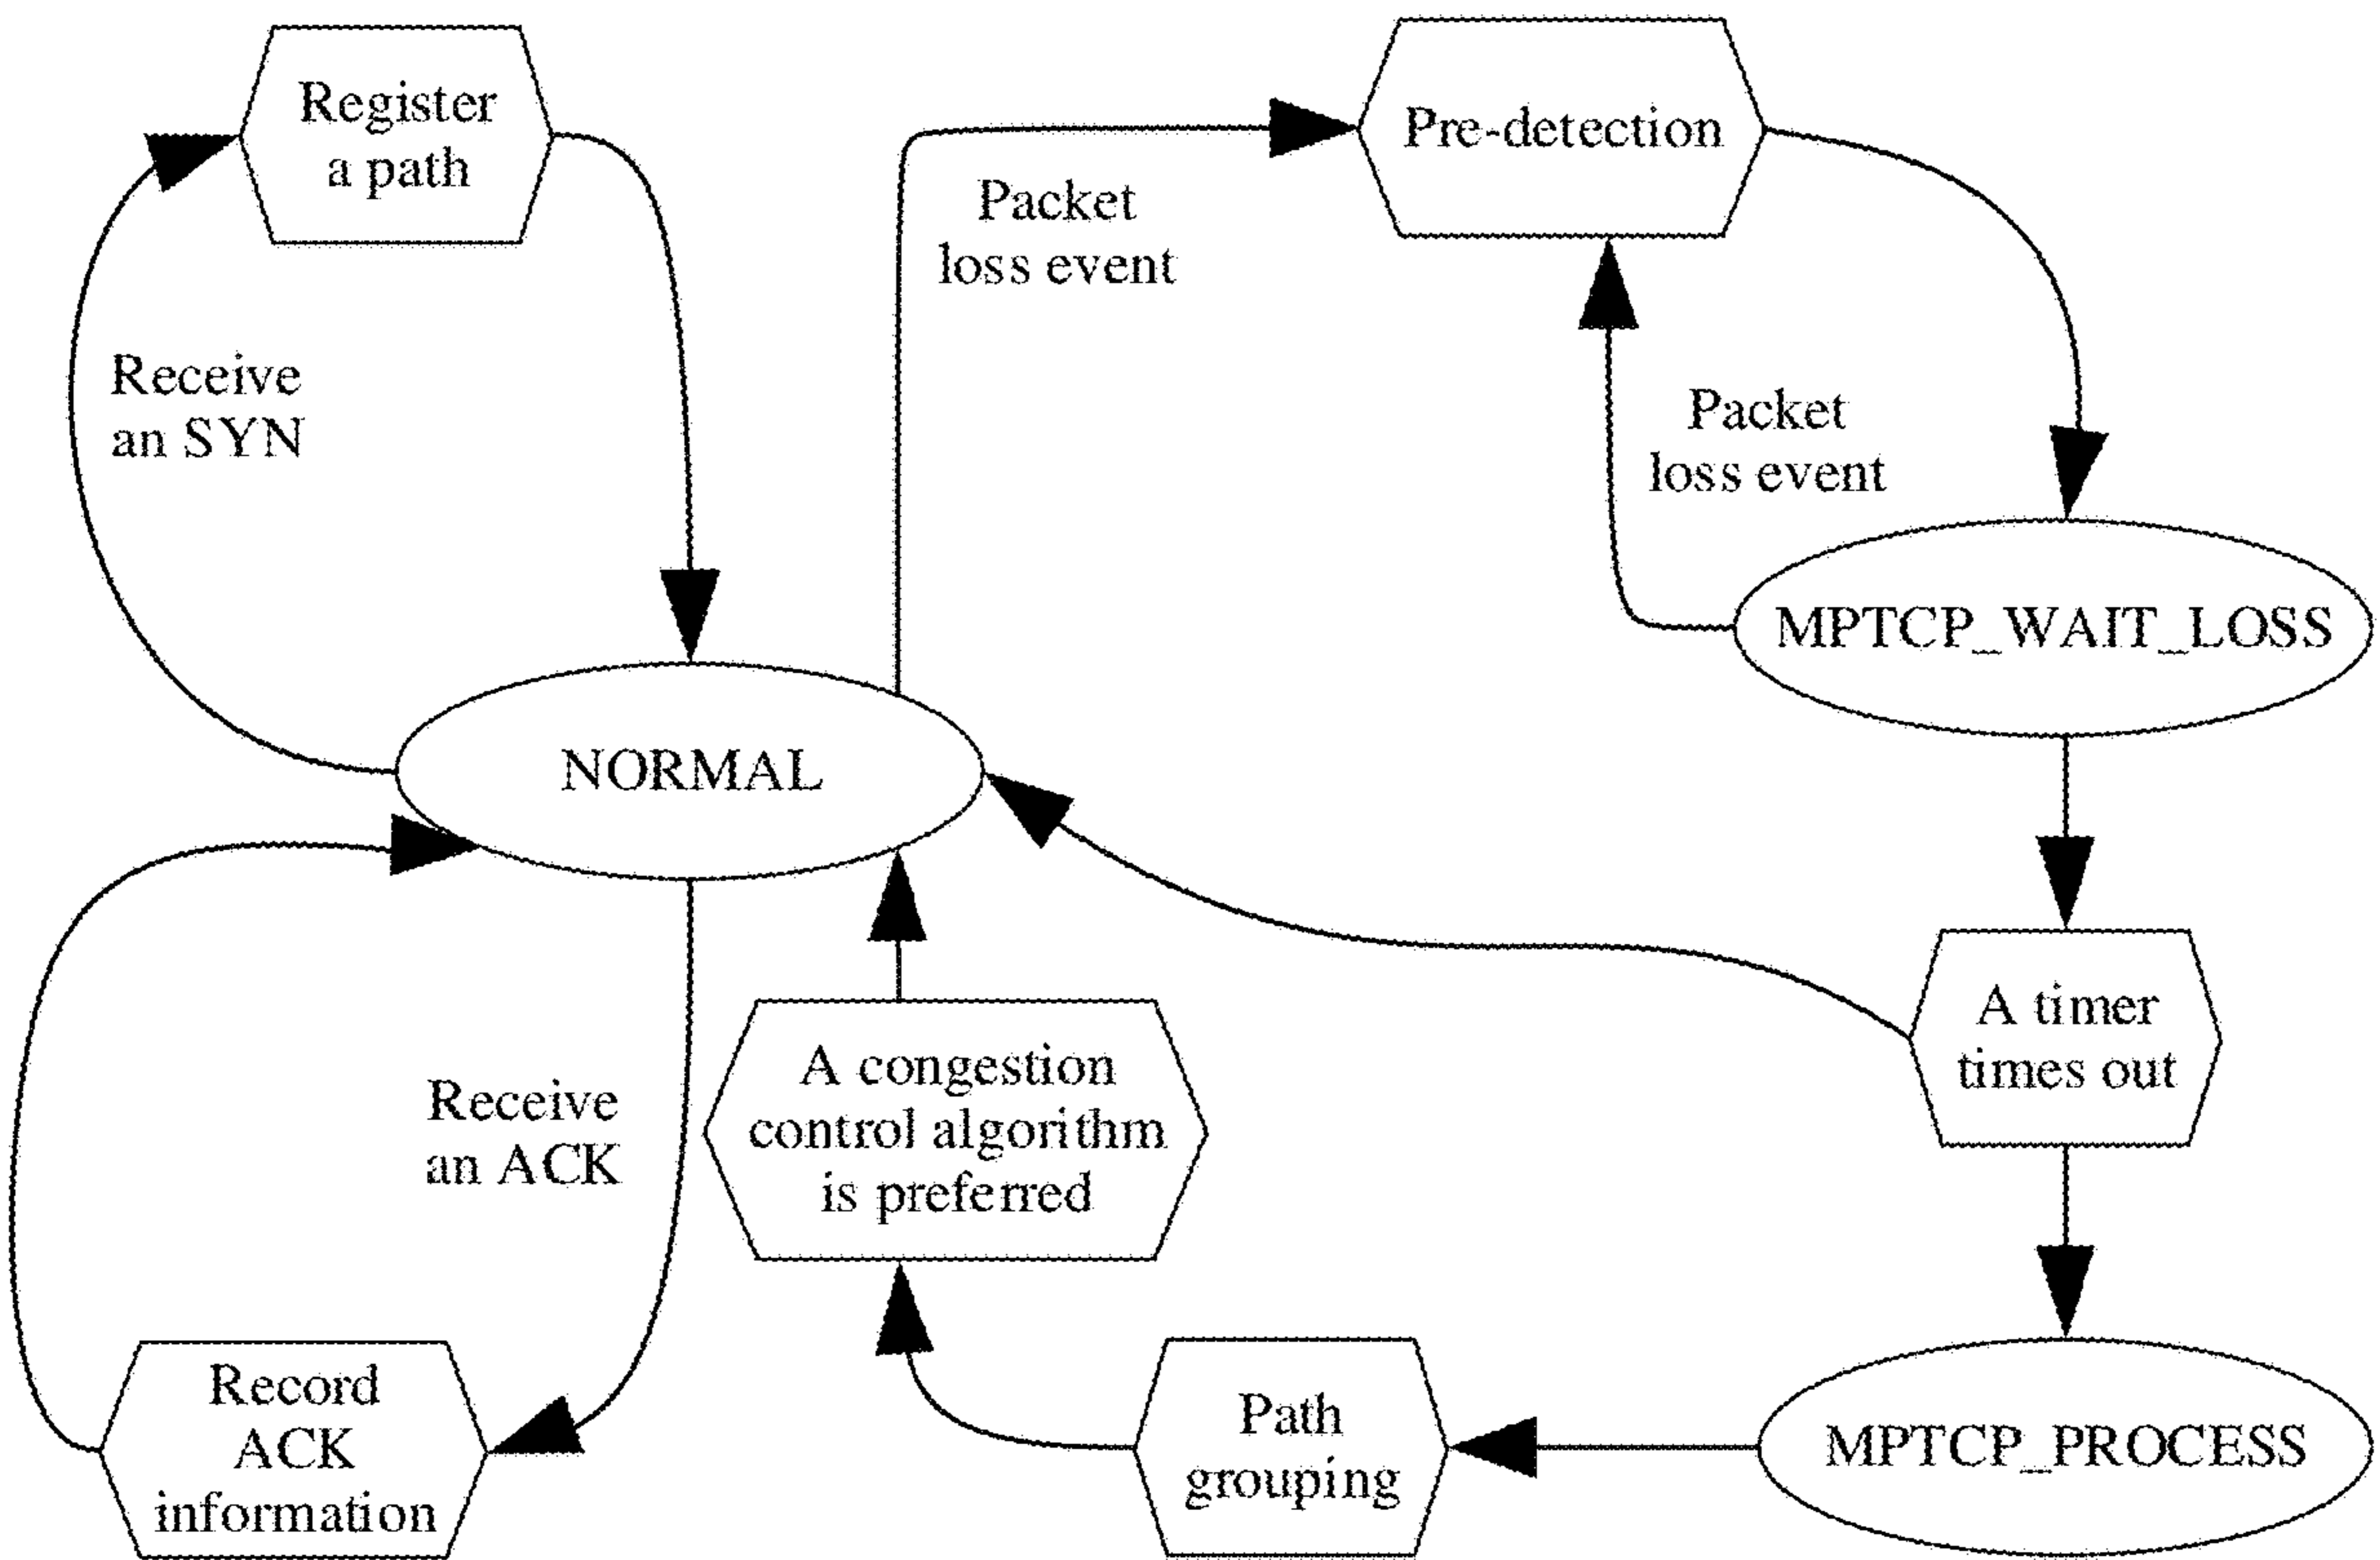 Register
a path
Pre-detection
Packet
loss event
Receive
an SYN
Packet
loss event
MPTCP_WAIT_LOSS
NORMAL
A timer
times out
A congestion
control algorithm
is preferred
Receive
an ACK
Record
ACK
information
Path
grouping
MPTCP_PROCESS